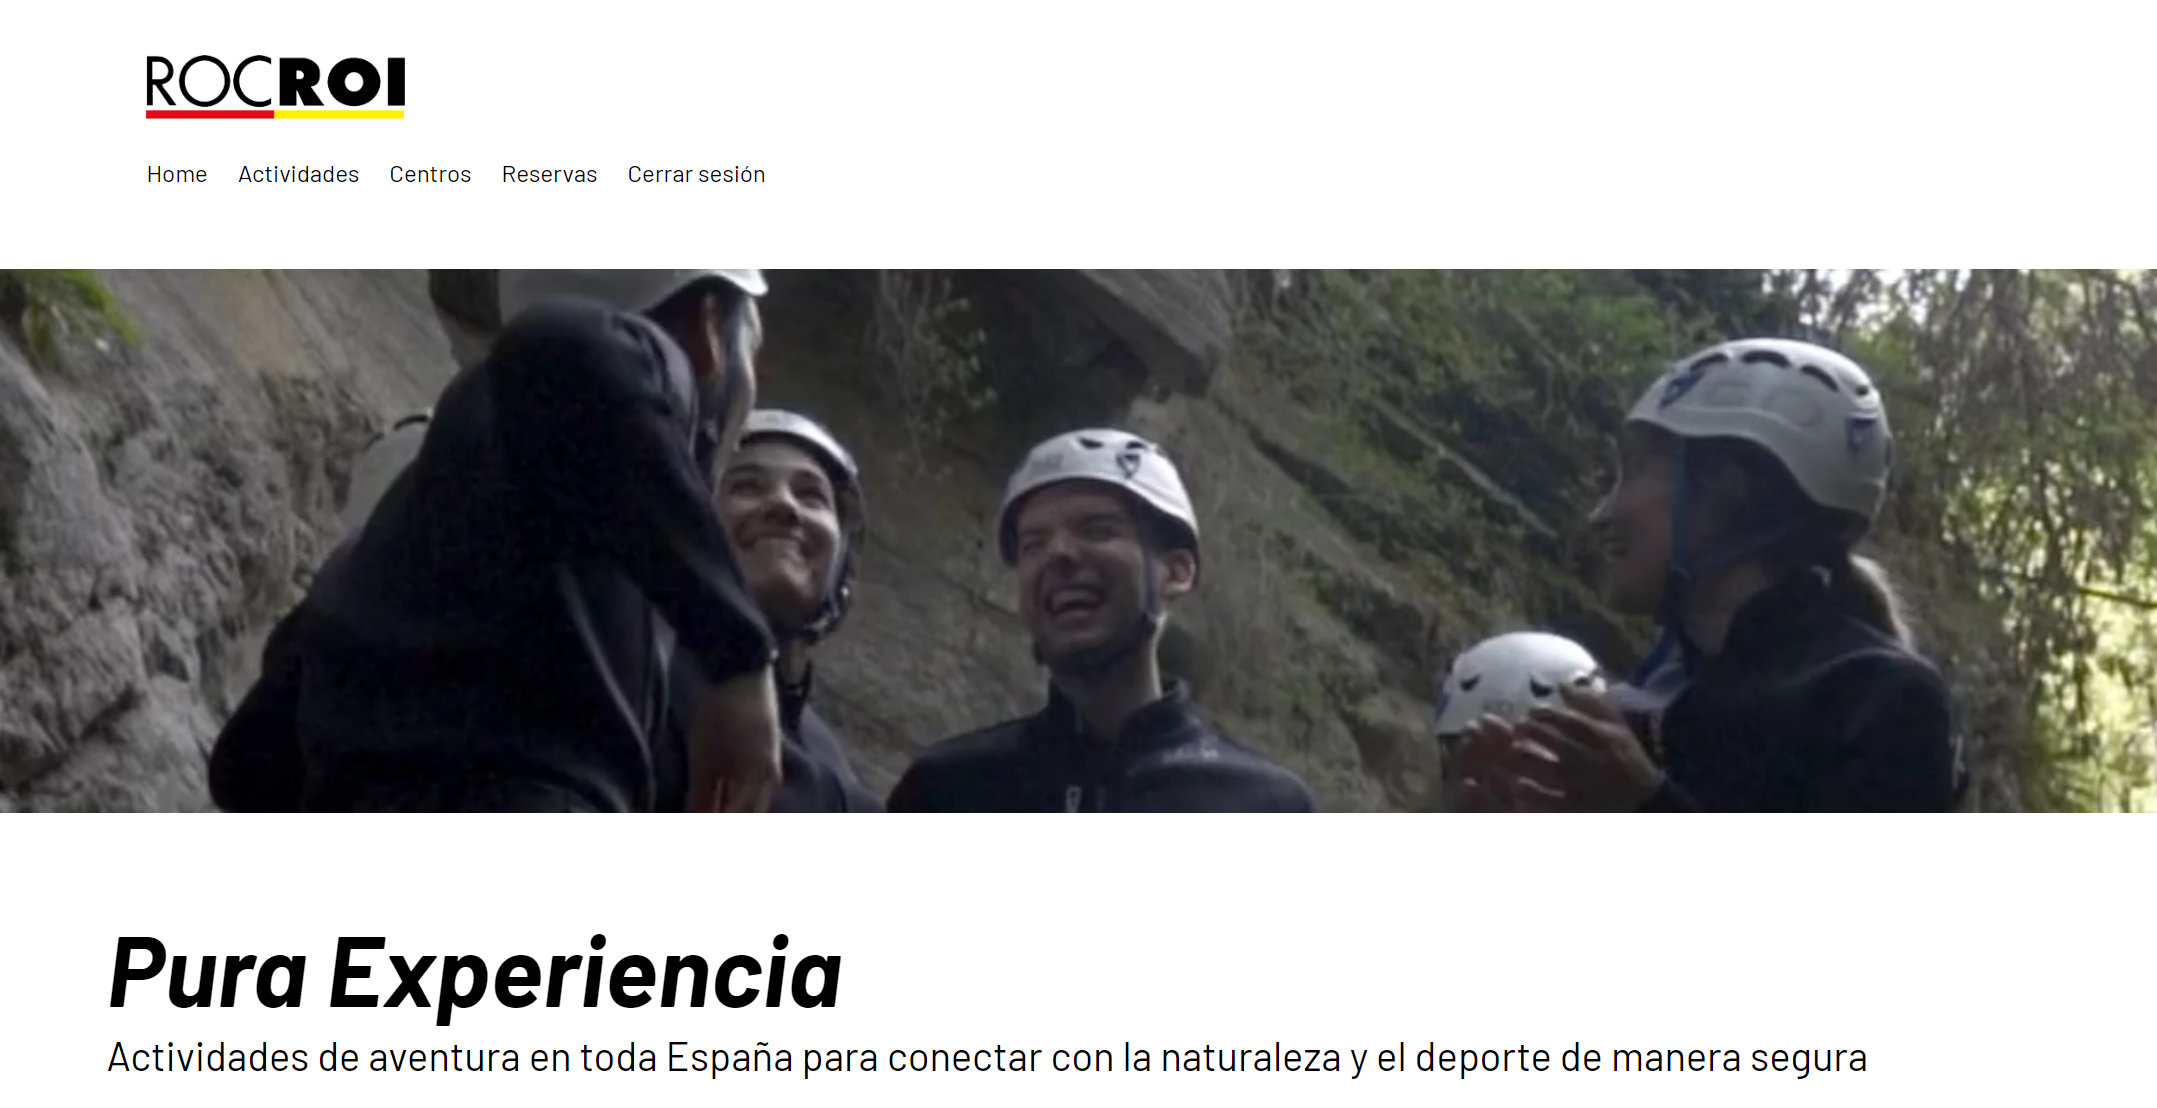 ROCROI
Home Actividades Centros Reservas Cerrar sesión
Pura Experiencia
Actividades de aventura en toda España para conectar con la naturaleza y el deporte de manera segura